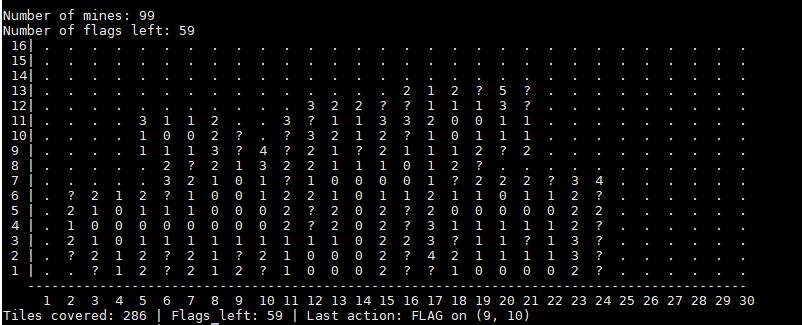 Number of mines: 99
Number of flags left: 59
16| . . . . . . . . . . . . . . . . . . . . . . . . . . . . . .
15| . . . . . . . . . . . . . . . . . . . . . . . . . . . . . .
14| . . . . . . . . . . . . . . . . . . . . . . . . . . . . . .
13| . . . . . . . . . . . . . . . 2 1 2 ? 5 ? . . . . . . . . .
12| . . . . . . . . . . . 3 2 2 ? ? 1 1 1 3 ? . . . . . . . . .
11| . . . . 3 1 1 2 . . 3 ? 1 1 3 3 2 0 0 1 1 . . . . . . . . .
10| . . . . 1 0 0 2 ? . ? 3 2 1 2 ? 1 0 1 1 1 . . . . . . . . .
9| . . . . 1 1 1 3 ? 4 ? 2 1 ? 2 1 1 1 2 ? 2 . . . . . . . . .
8| . . . . . 2 ? 2 1 3 2 2 1 1 1 0 1 2 ? . . . . . . . . . . .
7| . . . . . 3 2 1 0 1 ? 1 0 0 0 0 1 ? 2 2 2 ? 3 4 . . . . . .
6| . ? 2 1 2 ? 1 0 0 1 2 2 1 0 1 1 2 1 1 0 1 1 2 ? . . . . . .
5| . 2 1 0 1 1 1 0 0 0 2 ? 2 0 2 ? 2 0 0 0 0 0 2 2 . . . . . .
4| . 1 0 0 0 0 0 0 0 0 2 ? 2 0 2 ? 3 1 1 1 1 1 2 ? . . . . . .
3| . 2 1 0 1 1 1 1 1 1 1 1 1 0 2 2 3 ? 1 1 ? 1 3 ? . . . . . .
2| . ? 2 1 2 ? 2 1 ? 2 1 0 0 0 2 ? 4 2 1 1 1 1 3 ? . . . . . .
1| . . ? 1 2 ? 2 1 2 ? 1 0 0 0 2 ? ? 1 0 0 0 0 2 ? . . . . . .
------------------------------------------------------------------------------------------
1 2 3 4 5 6 7 8 9 10 11 12 13 14 15 16 17 18 19 20 21 22 23 24 25 26 27 28 29 30
Tiles covered: 286 | Flags left: 59 | Last action: FLAG on (9, 10)